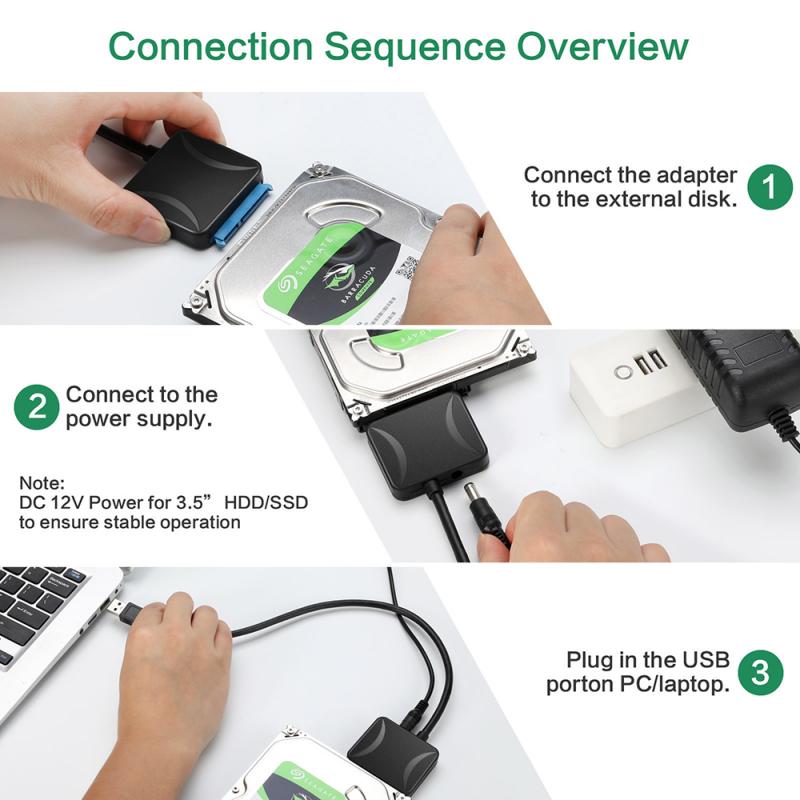 Connection Sequence Overview
Connect the adapter
to the external disk.
1
SEAGATE
BARRACUDA
2
Connect to the
power supply.
Note:
DC 12V Power for 3.5” HDD/SSD
to ensure stable operation
SEAGATE
Plug in the USB
porton PC/laptop.
3
SEAGATE